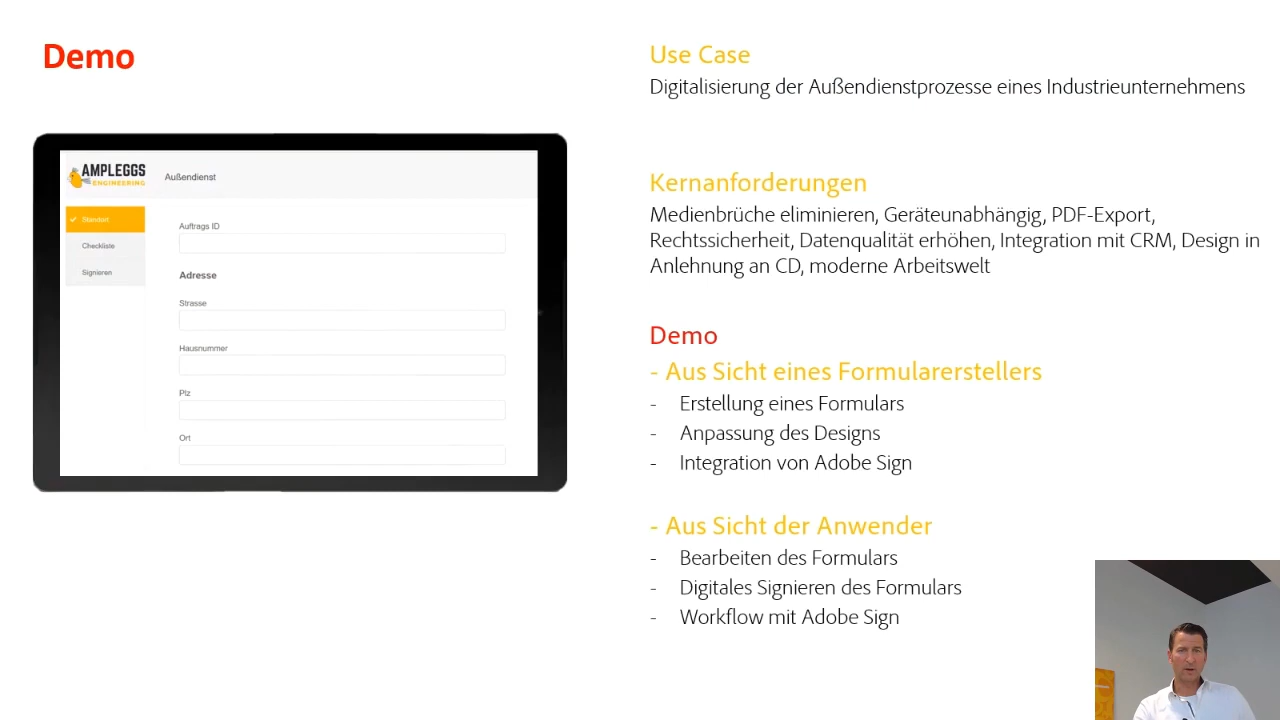 Demo
AMPLEGGS
ENGINEERING
Außendienst
Standort
Checkliste
Signieren
Auftrags ID
Adresse
Strasse
Hausnummer
Plz
Ort
Use Case
Digitalisierung der Außendienstprozesse eines Industrieunternehmens
Kernanforderungen
Medienbrüche eliminieren, Geräteunabhängig, PDF-Export,
Rechtssicherheit, Datenqualität erhöhen, Integration mit CRM, Design in
Anlehnung an CD, moderne Arbeitswelt
Demo
- Aus Sicht eines Formularerstellers
- Erstellung eines Formulars
- Anpassung des Designs
- Integration von Adobe Sign
- Aus Sicht der Anwender
- Bearbeiten des Formulars
- Digitales Signieren des Formulars
- Workflow mit Adobe Sign